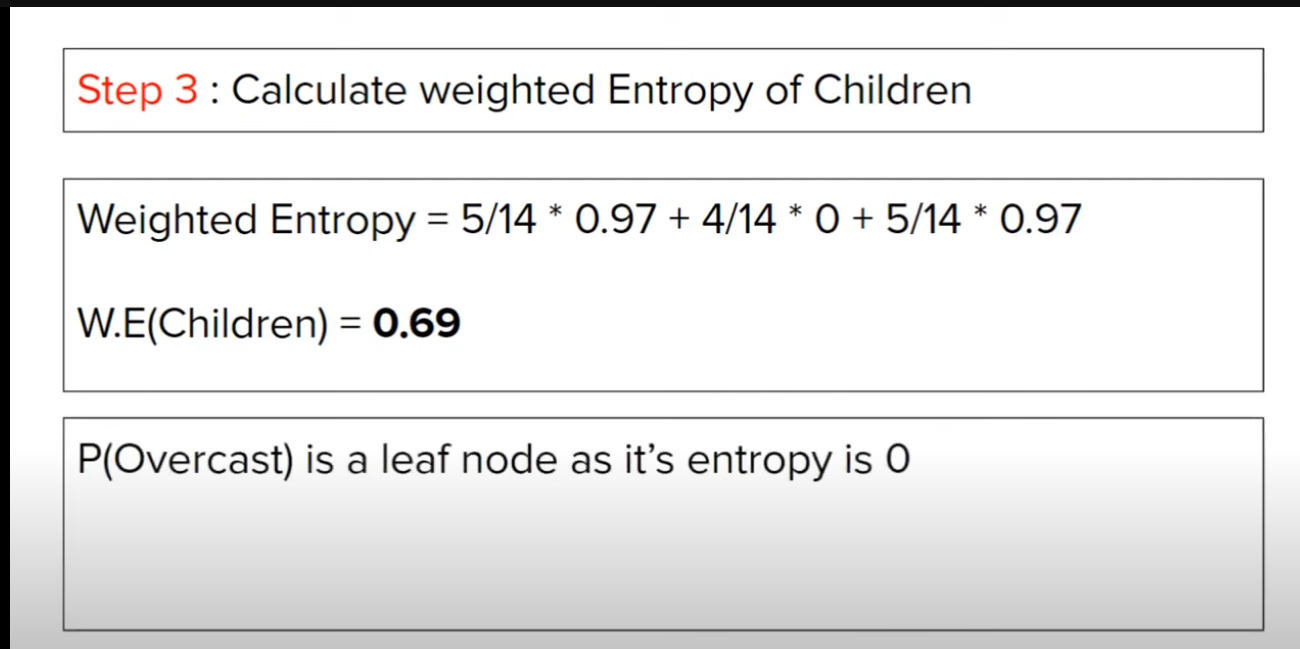 Step 3 : Calculate weighted Entropy of Children
Weighted Entropy = 5/14 * 0.97 + 4/14 * 0 + 5/14 * 0.97
W.E(Children) = 0.69
P(Overcast) is a leaf node as it’s entropy is 0